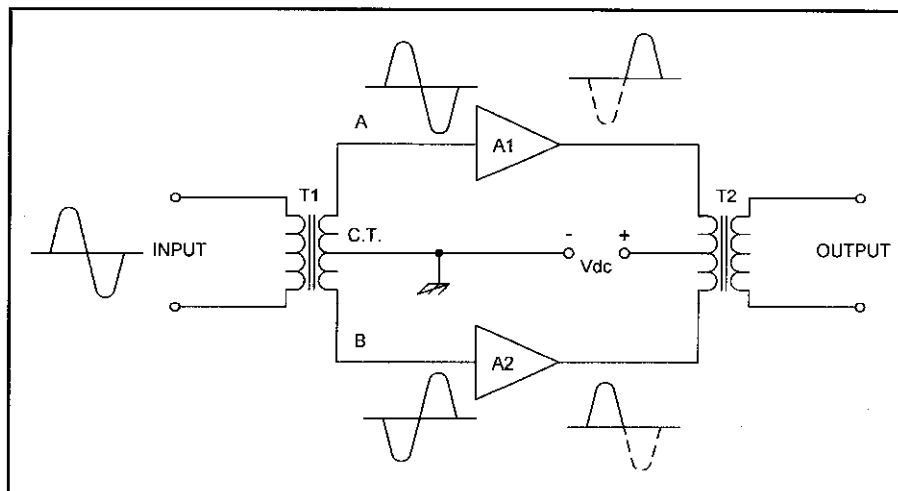 A
A1
T1
T2
INPUT
C.T.
- +
Vdc
OUTPUT
B
A2